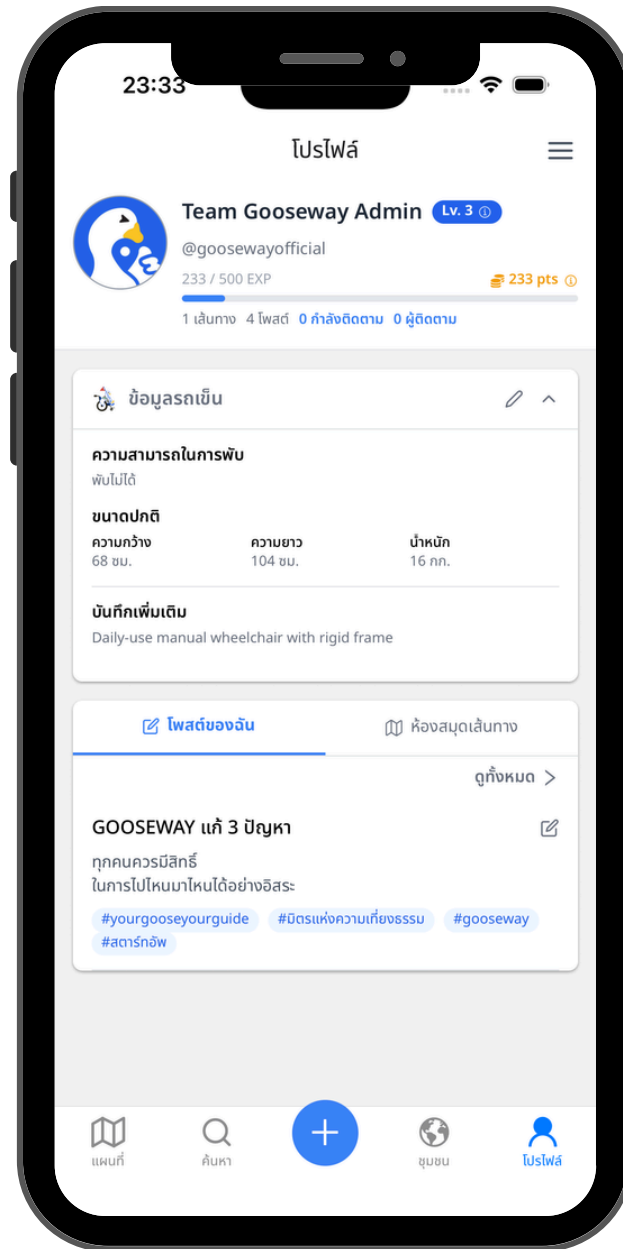 23:33
โปรไฟล์
Team Gooseway Admin Lv. 3
@goosewayofficial
233 / 500 EXP 233 pts
1 เส้นทาง 4 โพสต์ 0 กำลังติดตาม 0 ผู้ติดตาม
ข้อมูลรถเข็น
ความสามารถในการพับ
พับไม่ได้
ขนาดปกติ
ความกว้าง ความยาว น้ำหนัก
68 ซม. 104 ซม. 16 กก.
บันทึกเพิ่มเติม
Daily-use manual wheelchair with rigid frame
โพสต์ของฉัน ห้องสมุดเส้นทาง
ดูทั้งหมด
GOOSEWAY แก้ 3 ปัญหา
ทุกคนควรมีสิทธิ์
ในการไปไหนมาไหนได้อย่างอิสระ
#yourgooseyourguide #มิตรแห่งความเที่ยงธรรม #gooseway
#สตาร์ทอัพ
แผนที่ ค้นหา ชุมชน โปรไฟล์